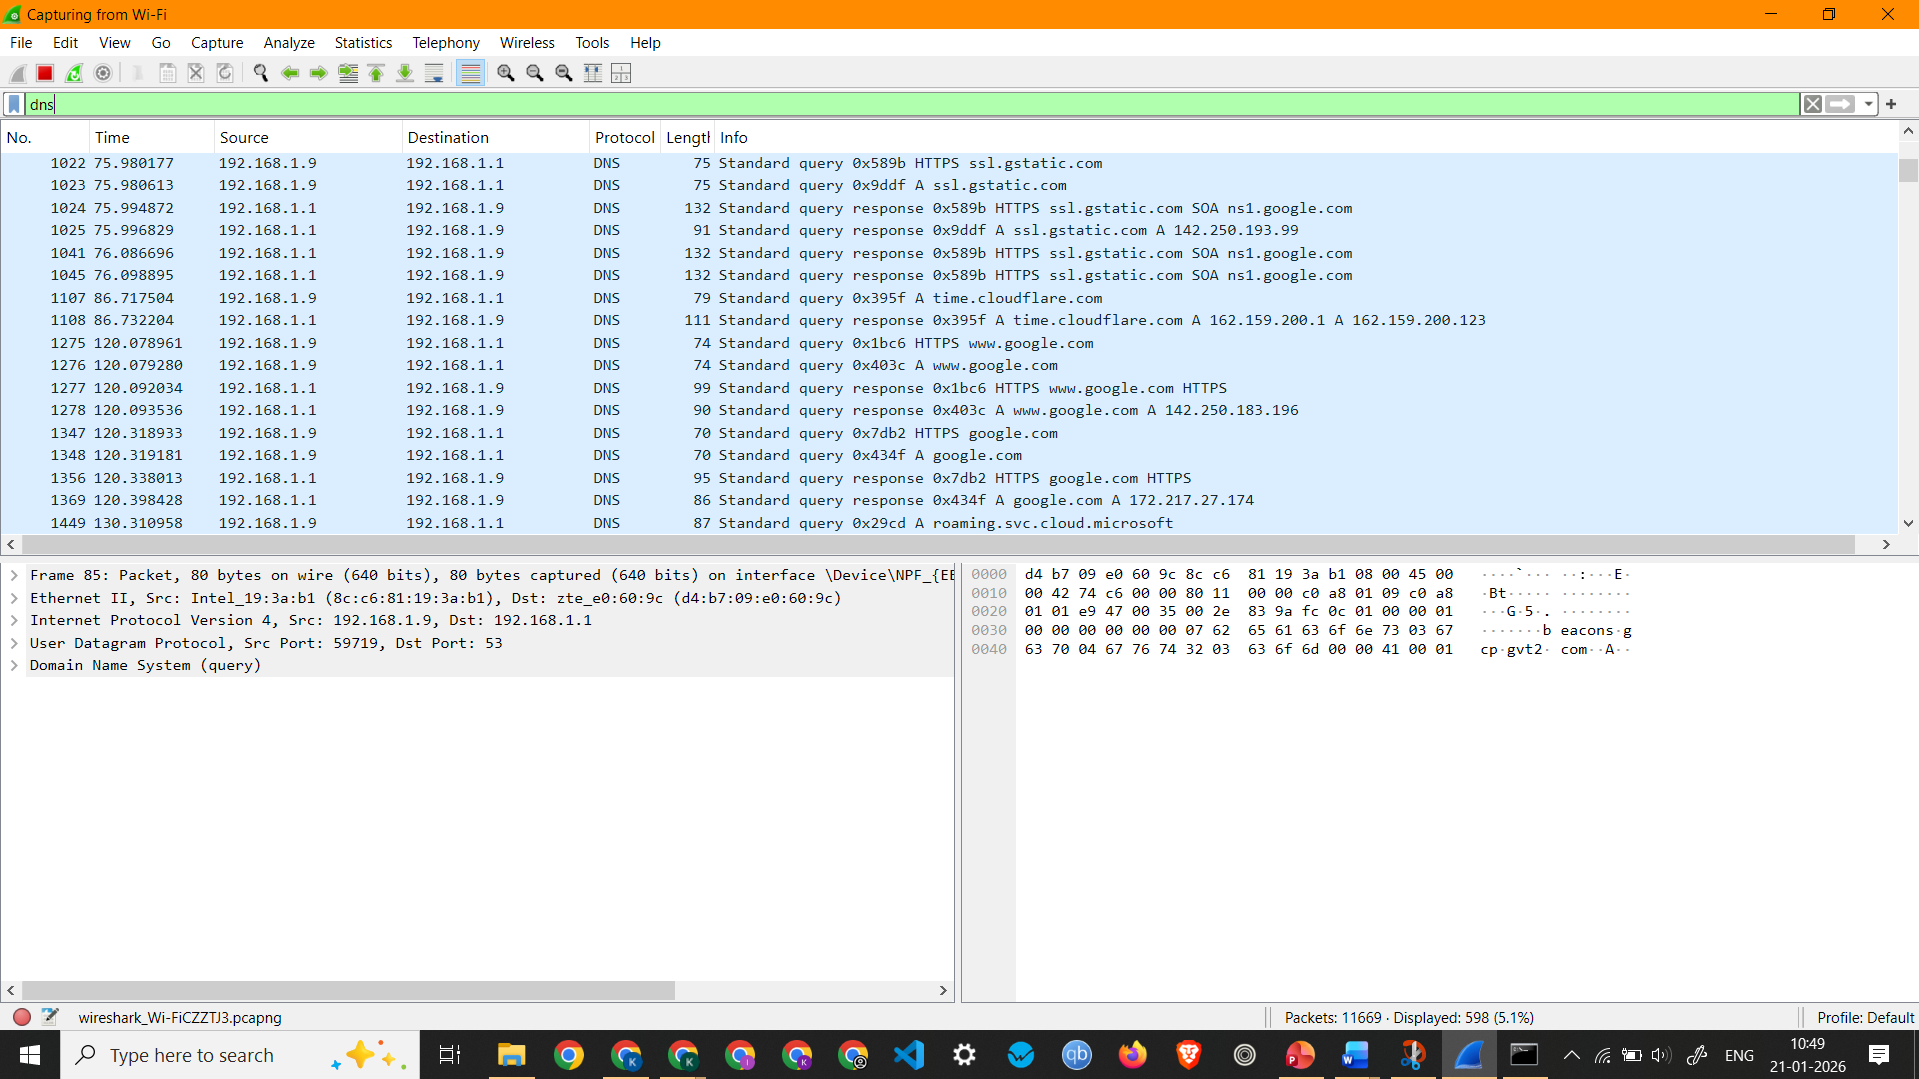 Capturing from Wi-Fi
File Edit View Go Capture Analyze Statistics Telephony Wireless Tools Help
dns
No. Time Source Destination Protocol Length Info
1022 75.980177 192.168.1.9 192.168.1.1 DNS 75 Standard query 0x589b HTTPS ssl.gstatic.com
1023 75.980613 192.168.1.9 192.168.1.1 DNS 75 Standard query 0x9ddf A ssl.gstatic.com
1024 75.994872 192.168.1.1 192.168.1.9 DNS 132 Standard query response 0x589b HTTPS ssl.gstatic.com SOA ns1.google.com
1025 75.996829 192.168.1.1 192.168.1.9 DNS 91 Standard query response 0x9ddf A ssl.gstatic.com A 142.250.193.99
1041 76.086696 192.168.1.1 192.168.1.9 DNS 132 Standard query response 0x589b HTTPS ssl.gstatic.com SOA ns1.google.com
1045 76.098895 192.168.1.1 192.168.1.9 DNS 132 Standard query response 0x589b HTTPS ssl.gstatic.com SOA ns1.google.com
1107 86.717504 192.168.1.9 192.168.1.1 DNS 79 Standard query 0x395f A time.cloudflare.com
1108 86.732204 192.168.1.1 192.168.1.9 DNS 111 Standard query response 0x395f A time.cloudflare.com A 162.159.200.1 A 162.159.200.123
1275 120.078961 192.168.1.9 192.168.1.1 DNS 74 Standard query 0x1bc6 HTTPS www.google.com
1276 120.079280 192.168.1.9 192.168.1.1 DNS 74 Standard query 0x403c A www.google.com
1277 120.092034 192.168.1.1 192.168.1.9 DNS 99 Standard query response 0x1bc6 HTTPS www.google.com HTTPS
1278 120.093536 192.168.1.1 192.168.1.9 DNS 90 Standard query response 0x403c A www.google.com A 142.250.183.196
1347 120.318933 192.168.1.9 192.168.1.1 DNS 70 Standard query 0x7db2 HTTPS google.com
1348 120.319181 192.168.1.9 192.168.1.1 DNS 70 Standard query 0x434f A google.com
1356 120.338013 192.168.1.1 192.168.1.9 DNS 95 Standard query response 0x7db2 HTTPS google.com HTTPS
1369 120.398428 192.168.1.1 192.168.1.9 DNS 86 Standard query response 0x434f A google.com A 172.217.27.174
1449 130.310958 192.168.1.9 192.168.1.1 DNS 87 Standard query 0x29cd A roaming.svc.cloud.microsoft
Frame 85: Packet, 80 bytes on wire (640 bits), 80 bytes captured (640 bits) on interface \Device\NPF_{EE
Ethernet II, Src: Intel_19:3a:b1 (8c:c6:81:19:3a:b1), Dst: zte_e0:60:9c (d4:b7:09:e0:60:9c)
Internet Protocol Version 4, Src: 192.168.1.9, Dst: 192.168.1.1
User Datagram Protocol, Src Port: 59719, Dst Port: 53
Domain Name System (query)
0000 d4 b7 09 e0 60 9c 8c c6 81 19 3a b1 08 00 45 00 ····`··· ··:···E·
0010 00 42 74 c6 00 00 80 11 00 00 c0 a8 01 09 c0 a8 ·Bt····· ········
0020 01 01 e9 47 00 35 00 2e 83 9a fc 0c 01 00 00 01 ···G·5·. ········
0030 00 00 00 00 00 00 07 62 65 61 63 6f 6e 73 03 67 ·······b eacons·g
0040 63 70 04 67 76 74 32 03 63 6f 6d 00 00 41 00 01 cp·gvt2· com··A··
wireshark_Wi-FiCZZTJ3.pcapng
Packets: 11669 · Displayed: 598 (5.1%)
Profile: Default
Type here to search
ENG
10:49
21-01-2026